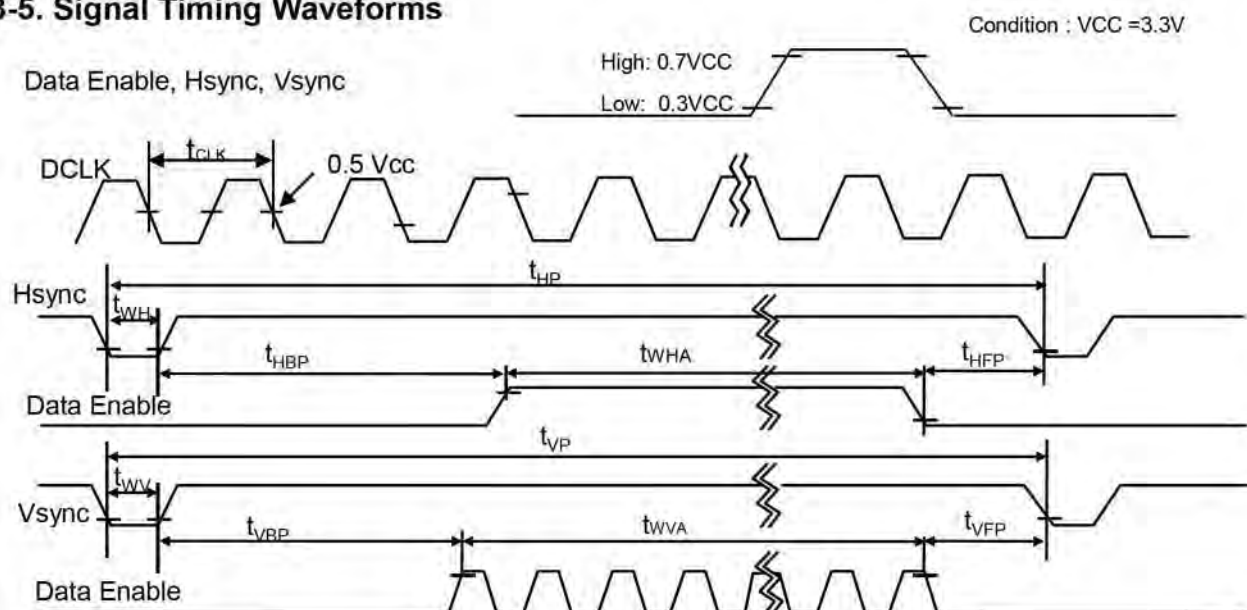 3-5. Signal Timing Waveforms
Condition : VCC =3.3V
Data Enable, Hsync, Vsync
High: 0.7VCC
Low: 0.3VCC
DCLK
tCLK
0.5 Vcc
Hsync
tHP
tWH
tHBP
tWHA
tHFP
Data Enable
tVP
tWV
Vsync
tVBP
tWVA
tVFP
Data Enable